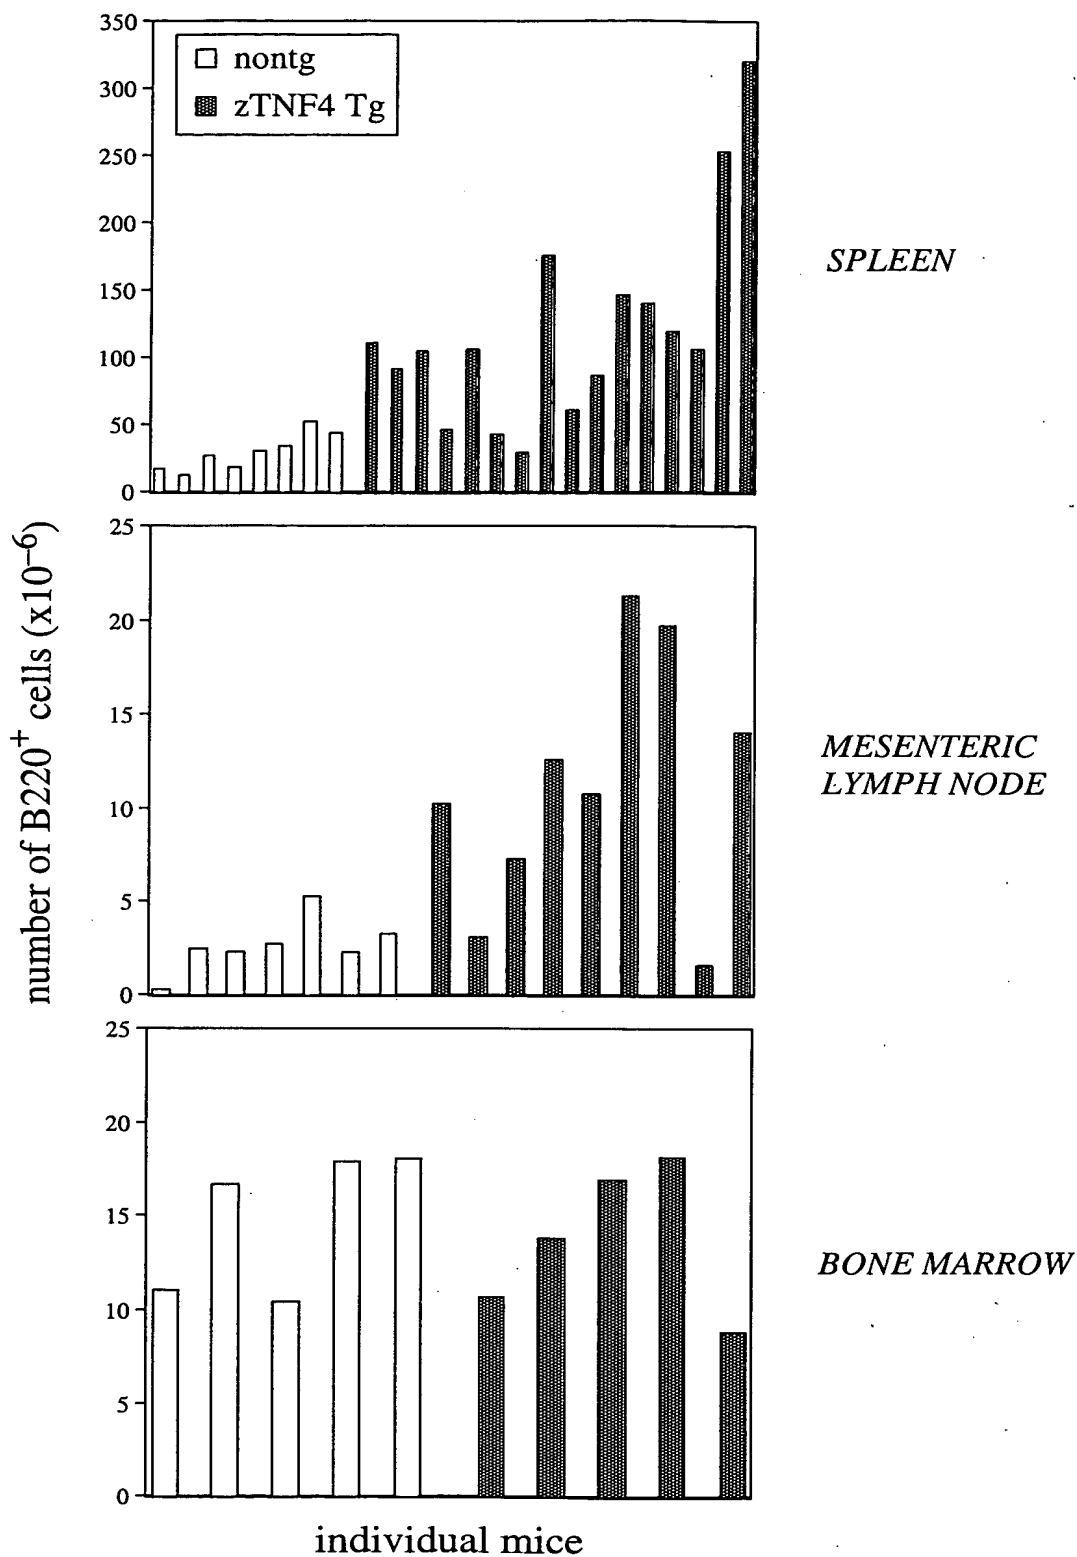 350
300
250
200
150
100
50
0
nontg
zTNF4 Tg
SPLEEN
number of B220+ cells (x10−6)
25
20
15
10
5
0
MESENTERIC
LYMPH NODE
25
20
15
10
5
0
BONE MARROW
individual mice